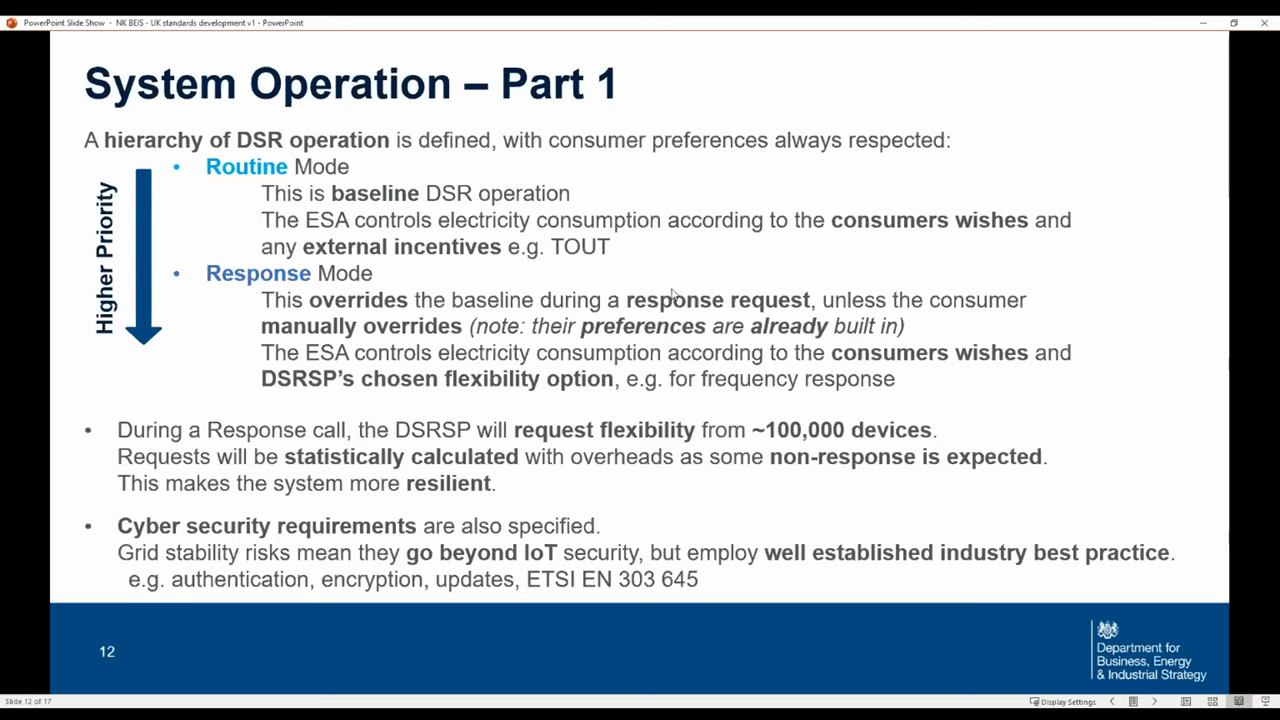 PowerPoint Slide Show - NK BEIS - UK standards development v1 - PowerPoint
System Operation – Part 1
A hierarchy of DSR operation is defined, with consumer preferences always respected:
Higher Priority
• Routine Mode
This is baseline DSR operation
The ESA controls electricity consumption according to the consumers wishes and
any external incentives e.g. TOUT
• Response Mode
This overrides the baseline during a response request, unless the consumer
manually overrides (note: their preferences are already built in)
The ESA controls electricity consumption according to the consumers wishes and
DSRSP's chosen flexibility option, e.g. for frequency response
• During a Response call, the DSRSP will request flexibility from ~100,000 devices.
Requests will be statistically calculated with overheads as some non-response is expected.
This makes the system more resilient.
• Cyber security requirements are also specified.
Grid stability risks mean they go beyond IoT security, but employ well established industry best practice.
e.g. authentication, encryption, updates, ETSI EN 303 645
12
Department for
Business, Energy
& Industrial Strategy
Slide 12 of 17
Display Settings